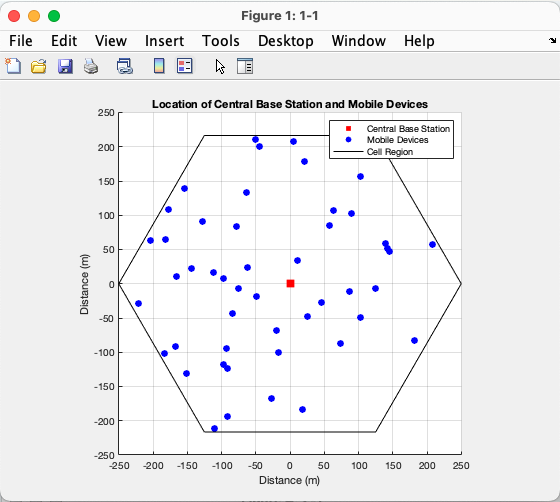 Figure 1: 1-1
File Edit View Insert Tools Desktop Window Help
Location of Central Base Station and Mobile Devices
250
200
150
100
50
0
-50
-100
-150
-200
-250
Distance (m)
Central Base Station
Mobile Devices
Cell Region
-250 -200 -150 -100 -50 0 50 100 150 200 250
Distance (m)